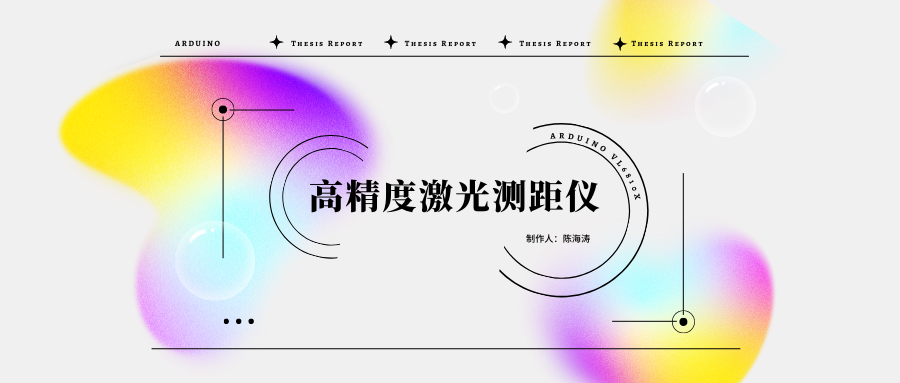 ARDUINO THESIS REPORT THESIS REPORT THESIS REPORT THESIS REPORT
ARDUINO VL6810X
高精度激光测距仪
制作人：陈海涛